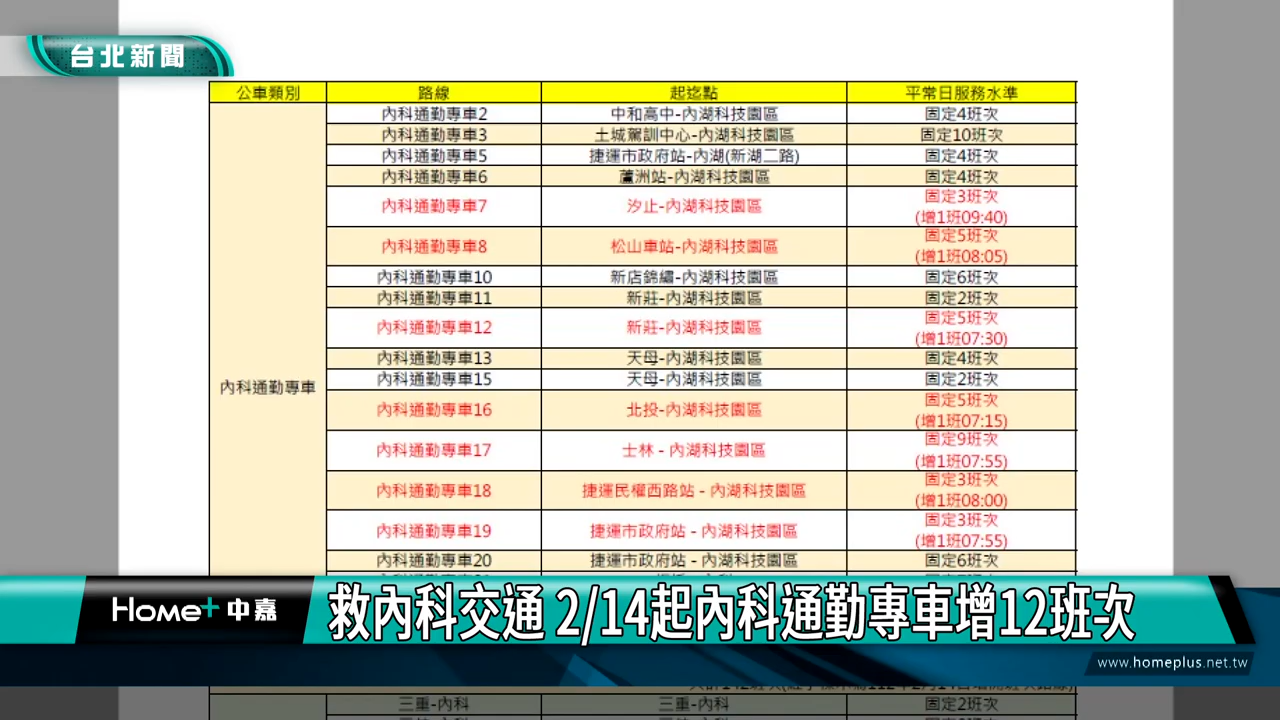 台北新聞
公車類別 路線 起迄點 平常日服務水準
內科通勤專車
內科通勤專車2 中和高中-內湖科技園區 固定4班次
內科通勤專車3 土城駕訓中心-內湖科技園區 固定10班次
內科通勤專車5 捷運市政府站-內湖(新湖二路) 固定4班次
內科通勤專車6 蘆洲站-內湖科技園區 固定4班次
內科通勤專車7 汐止-內湖科技園區 固定3班次
(增1班09:40)
內科通勤專車8 松山車站-內湖科技園區 固定5班次
(增1班08:05)
內科通勤專車10 新店錦繡-內湖科技園區 固定6班次
內科通勤專車11 新莊-內湖科技園區 固定2班次
內科通勤專車12 新莊-內湖科技園區 固定5班次
(增1班07:30)
內科通勤專車13 天母-內湖科技園區 固定4班次
內科通勤專車15 天母-內湖科技園區 固定2班次
內科通勤專車16 北投-內湖科技園區 固定5班次
(增1班07:15)
內科通勤專車17 士林 - 內湖科技園區 固定9班次
(增1班07:55)
內科通勤專車18 捷運民權西路站 - 內湖科技園區 固定3班次
(增1班08:00)
內科通勤專車19 捷運市政府站 - 內湖科技園區 固定3班次
(增1班07:55)
內科通勤專車20 捷運市政府站 - 內湖科技園區 固定6班次
Home+中嘉
救內科交通 2/14起內科通勤專車增12班次
www.homeplus.net.tw
三重-內科 三重-內科 固定2班次